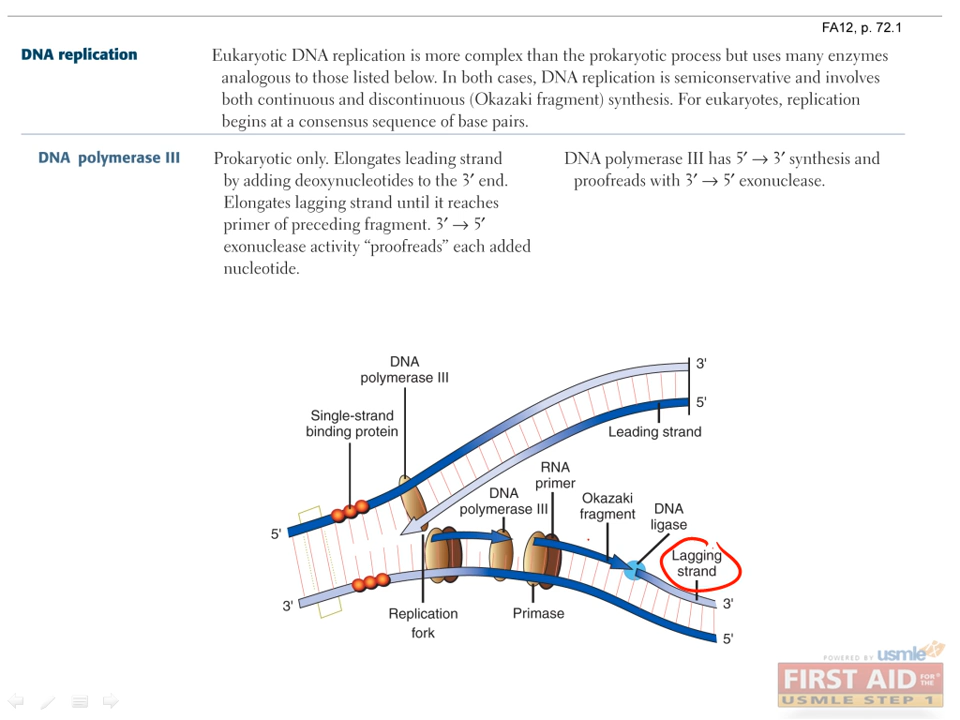 FA12, p. 72.1
DNA replication
Eukaryotic DNA replication is more complex than the prokaryotic process but uses many enzymes
analogous to those listed below. In both cases, DNA replication is semiconservative and involves
both continuous and discontinuous (Okazaki fragment) synthesis. For eukaryotes, replication
begins at a consensus sequence of base pairs.
DNA polymerase III
Prokaryotic only. Elongates leading strand
by adding deoxynucleotides to the 3′ end.
Elongates lagging strand until it reaches
primer of preceding fragment. 3′ → 5′
exonuclease activity “proofreads” each added
nucleotide.
DNA polymerase III has 5′ → 3′ synthesis and
proofreads with 3′ → 5′ exonuclease.
DNA
polymerase III
3'
5'
Single-strand
binding protein
Leading strand
RNA
primer
DNA
polymerase III
Okazaki
fragment
DNA
ligase
5'
Lagging
strand
3'
3'
Replication
fork
Primase
5'
POWERED BY usmle
FIRST AID FOR THE
USMLE STEP 1